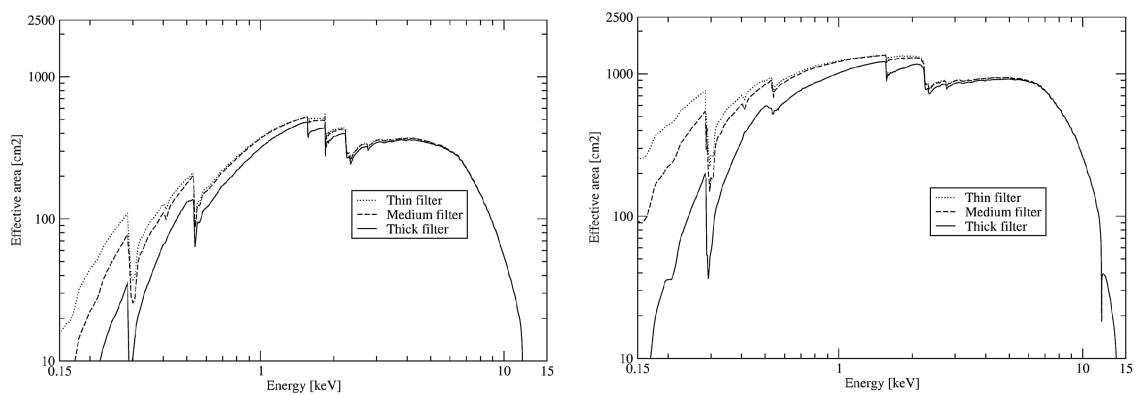 2500
1000
100
10
Effective area [cm2]
Thin filter
Medium filter
Thick filter
0.15
1
10
15
Energy [keV]
2500
1000
100
10
Effective area [cm2]
Thin filter
Medium filter
Thick filter
0.15
1
10
15
Energy [keV]